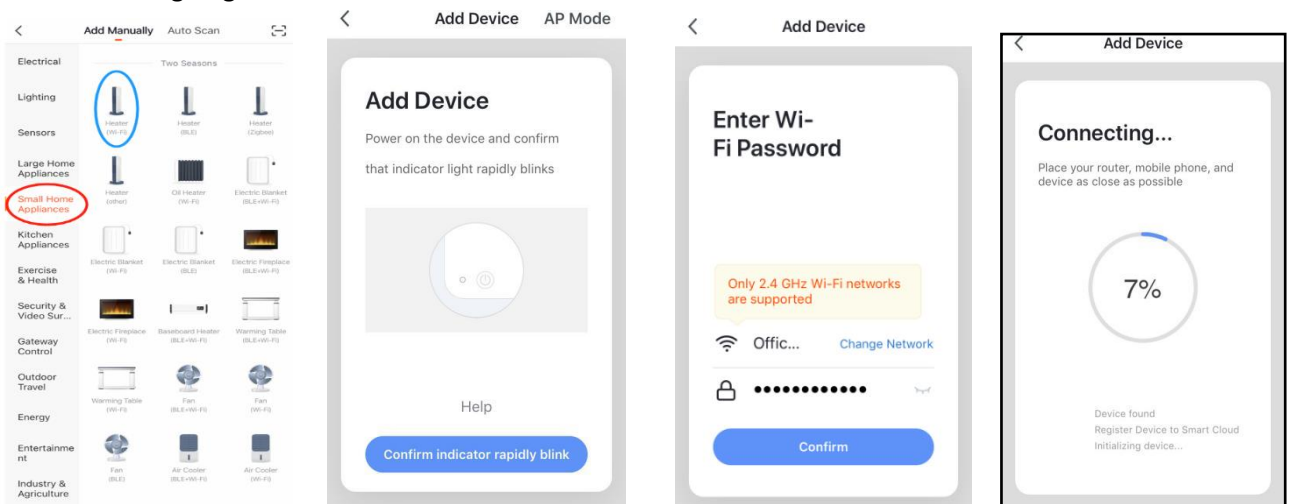 Add Manually Auto Scan
Electrical
Lighting
Sensors
Large Home
Appliances
Small Home
Appliances
Kitchen
Appliances
Exercise
& Health
Security &
Video Sur...
Gateway
Control
Outdoor
Travel
Energy
Entertainme
nt
Industry &
Agriculture
Two Seasons
Heater
(Wi-Fi)
Heater
(BLE)
Heater
(Zigbee)
Heater
(other)
Oil Heater
(Wi-Fi)
Electric Blanket
(BLE+Wi-Fi)
Electric Blanket
(Wi-Fi)
Electric Blanket
(BLE)
Electric Fireplace
(BLE+Wi-Fi)
Electric Fireplace
(Wi-Fi)
Baseboard Heater
(BLE+Wi-Fi)
Warming Table
(BLE+Wi-Fi)
Warming Table
(Wi-Fi)
Fan
(BLE+Wi-Fi)
Fan
(Wi-Fi)
Fan
(BLE)
Air Cooler
(BLE+Wi-Fi)
Air Cooler
(Wi-Fi)
Add Device AP Mode
Add Device
Power on the device and confirm
that indicator light rapidly blinks
Help
Confirm indicator rapidly blink
Add Device
Enter Wi-
Fi Password
Only 2.4 GHz Wi-Fi networks
are supported
Offic... Change Network
Confirm
Add Device
Connecting...
Place your router, mobile phone, and
device as close as possible
7%
Device found
Register Device to Smart Cloud
Initializing device...